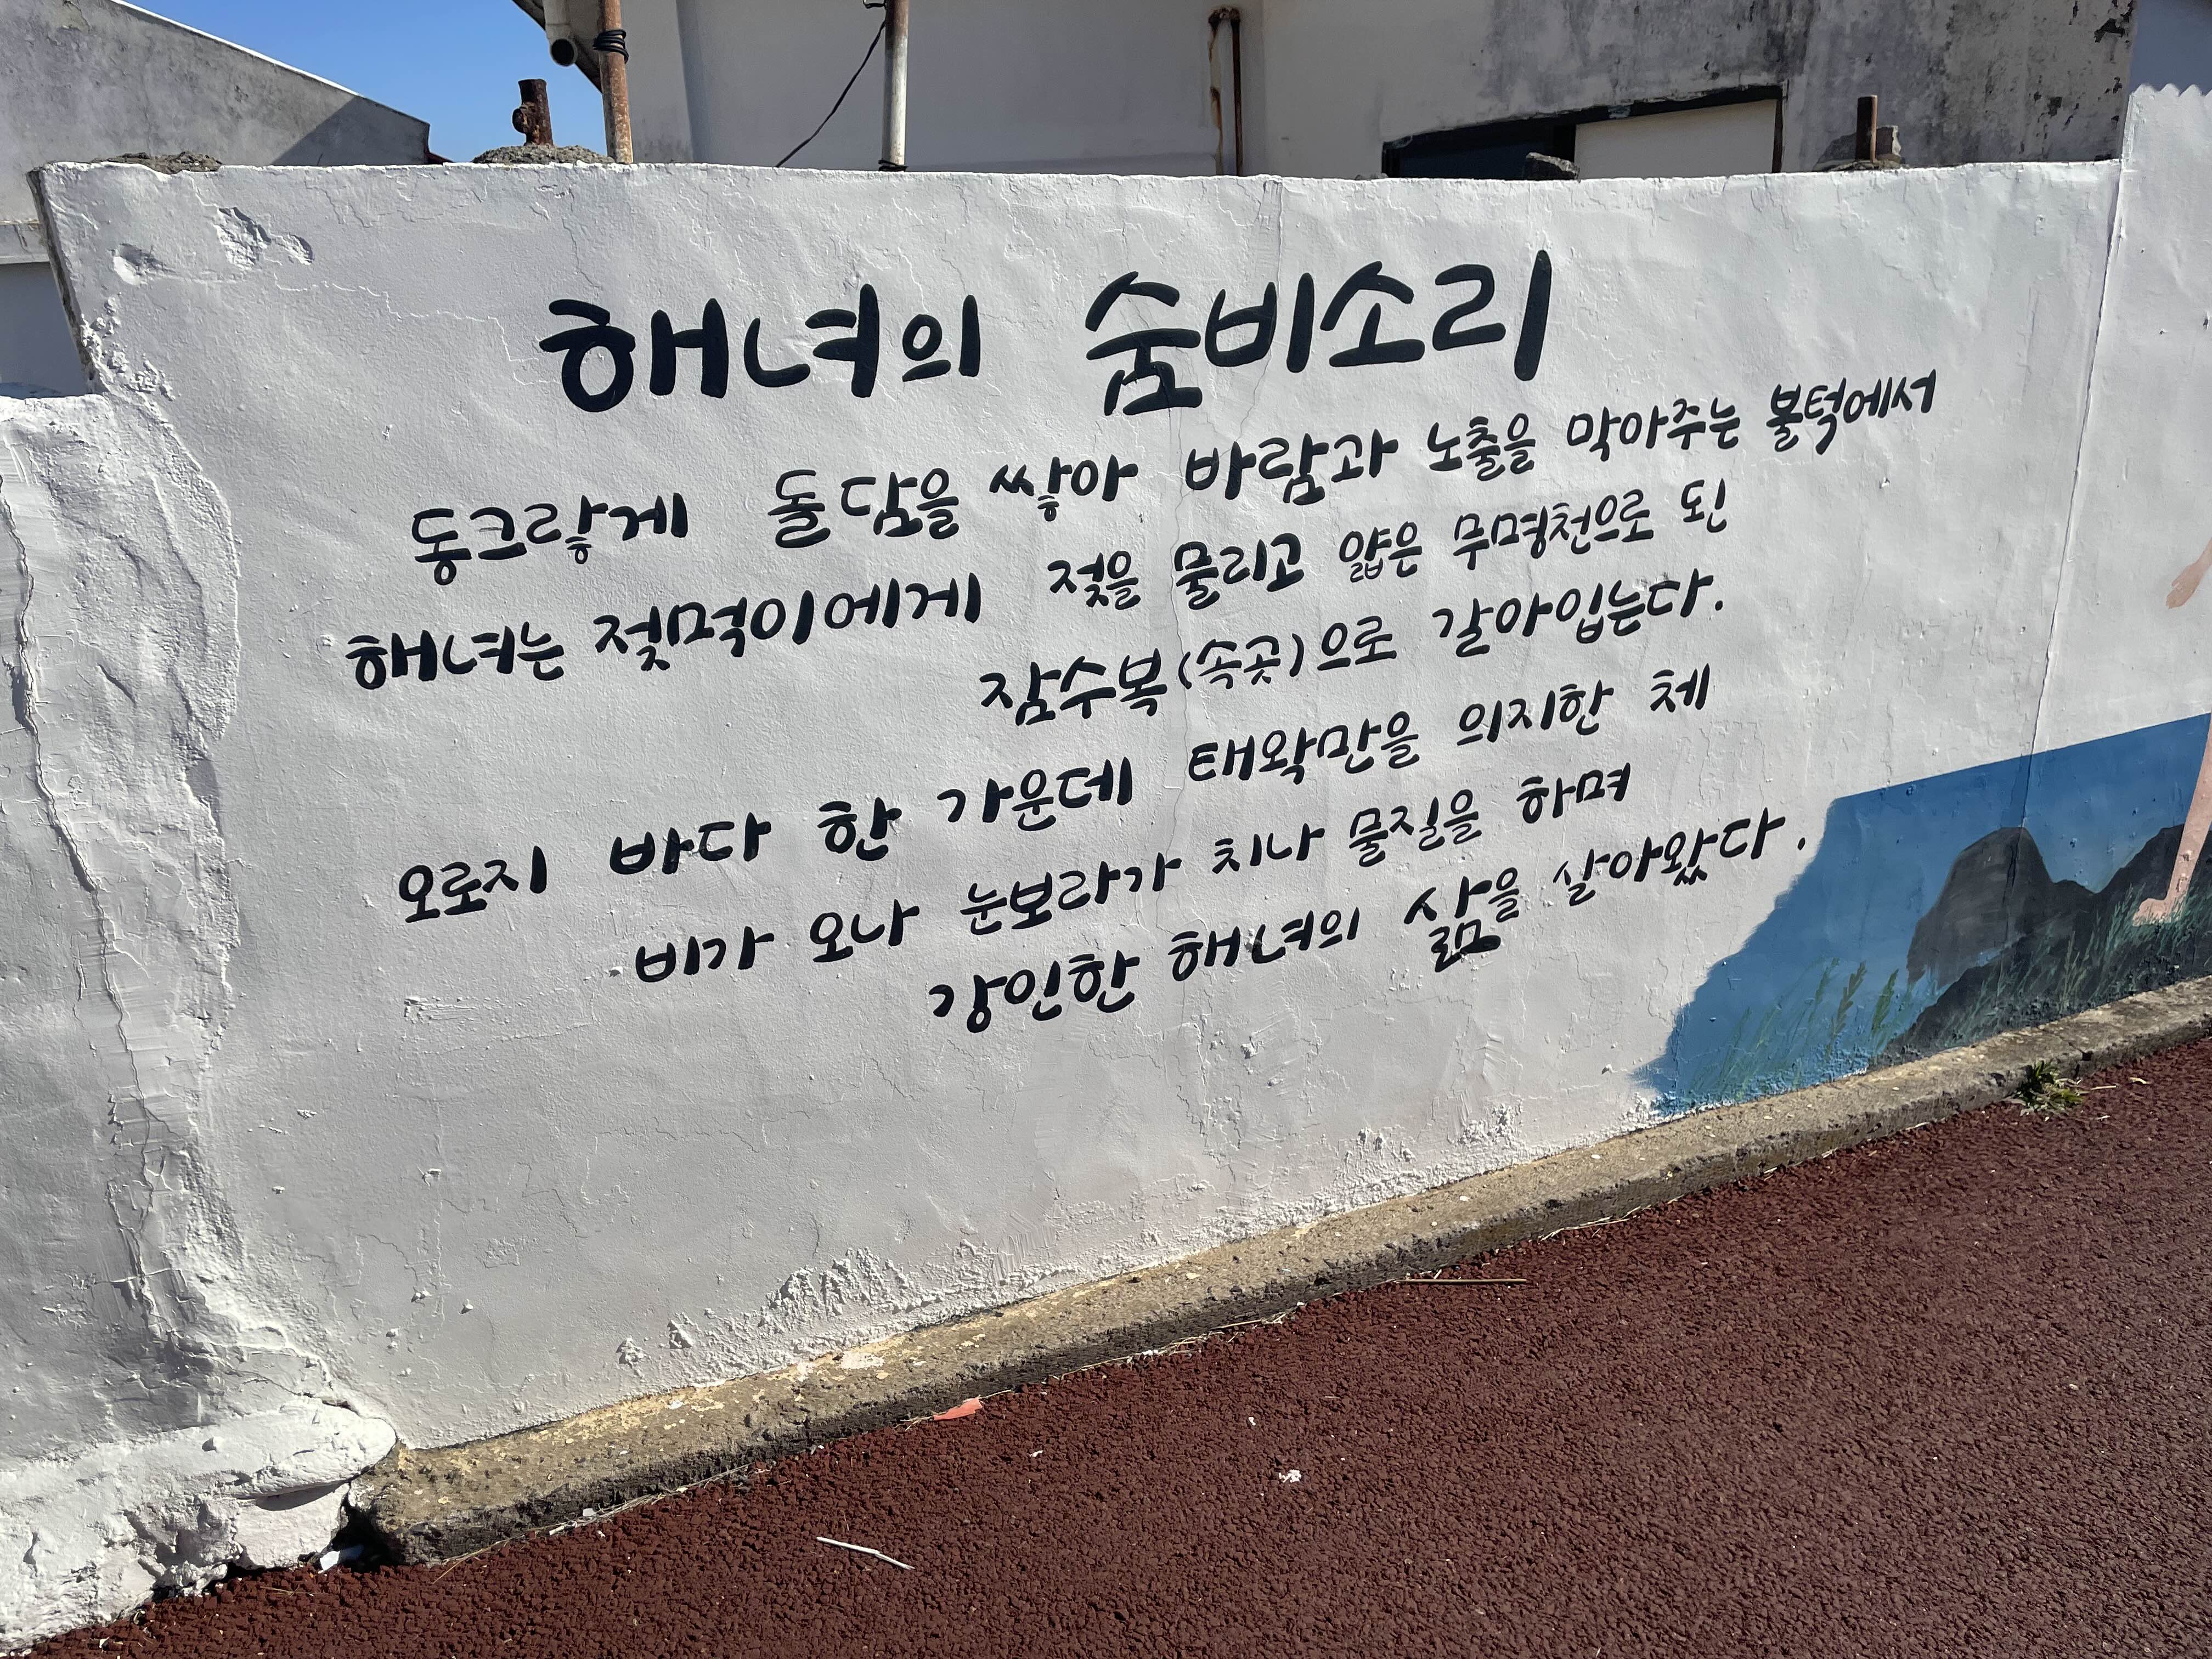 해녀의 숨비소리
동그랗게 돌담을 쌓아 바람과 노출을 막아주는 불턱에서
해녀는 젖먹이에게 젖을 물리고 얇은 무명천으로 된
잠수복(속곳)으로 갈아입는다.
오로지 바다 한 가운데 태왁만을 의지한 체
비가 오나 눈보라가 치나 물질을 하며
강인한 해녀의 삶을 살아왔다.